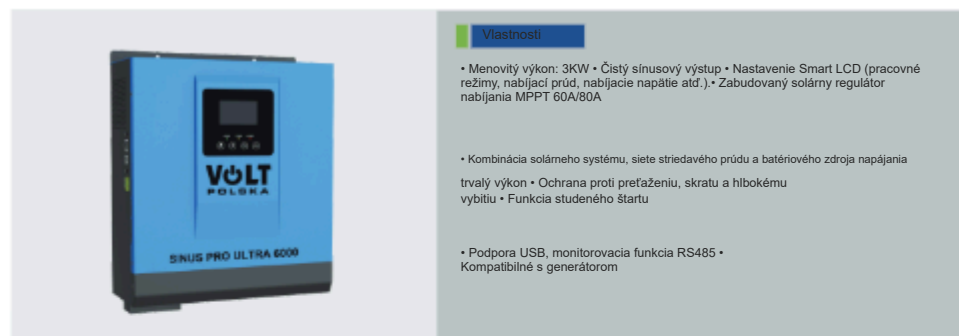 VOLT
POLSKA
SINUS PRO ULTRA 6000
Vlastnosti
• Menovitý výkon: 3KW • Čistý sínusový výstup • Nastavenie Smart LCD (pracovné
režimy, nabíjací prúd, nabíjacie napätie atď.).• Zabudovaný solárny regulátor
nabíjania MPPT 60A/80A
• Kombinácia solárneho systému, siete striedavého prúdu a batériového zdroja napájania
trvalý výkon • Ochrana proti preťaženiu, skratu a hlbokému
vybitiu • Funkcia studeného štartu
• Podpora USB, monitorovacia funkcia RS485 •
Kompatibilné s generátorom